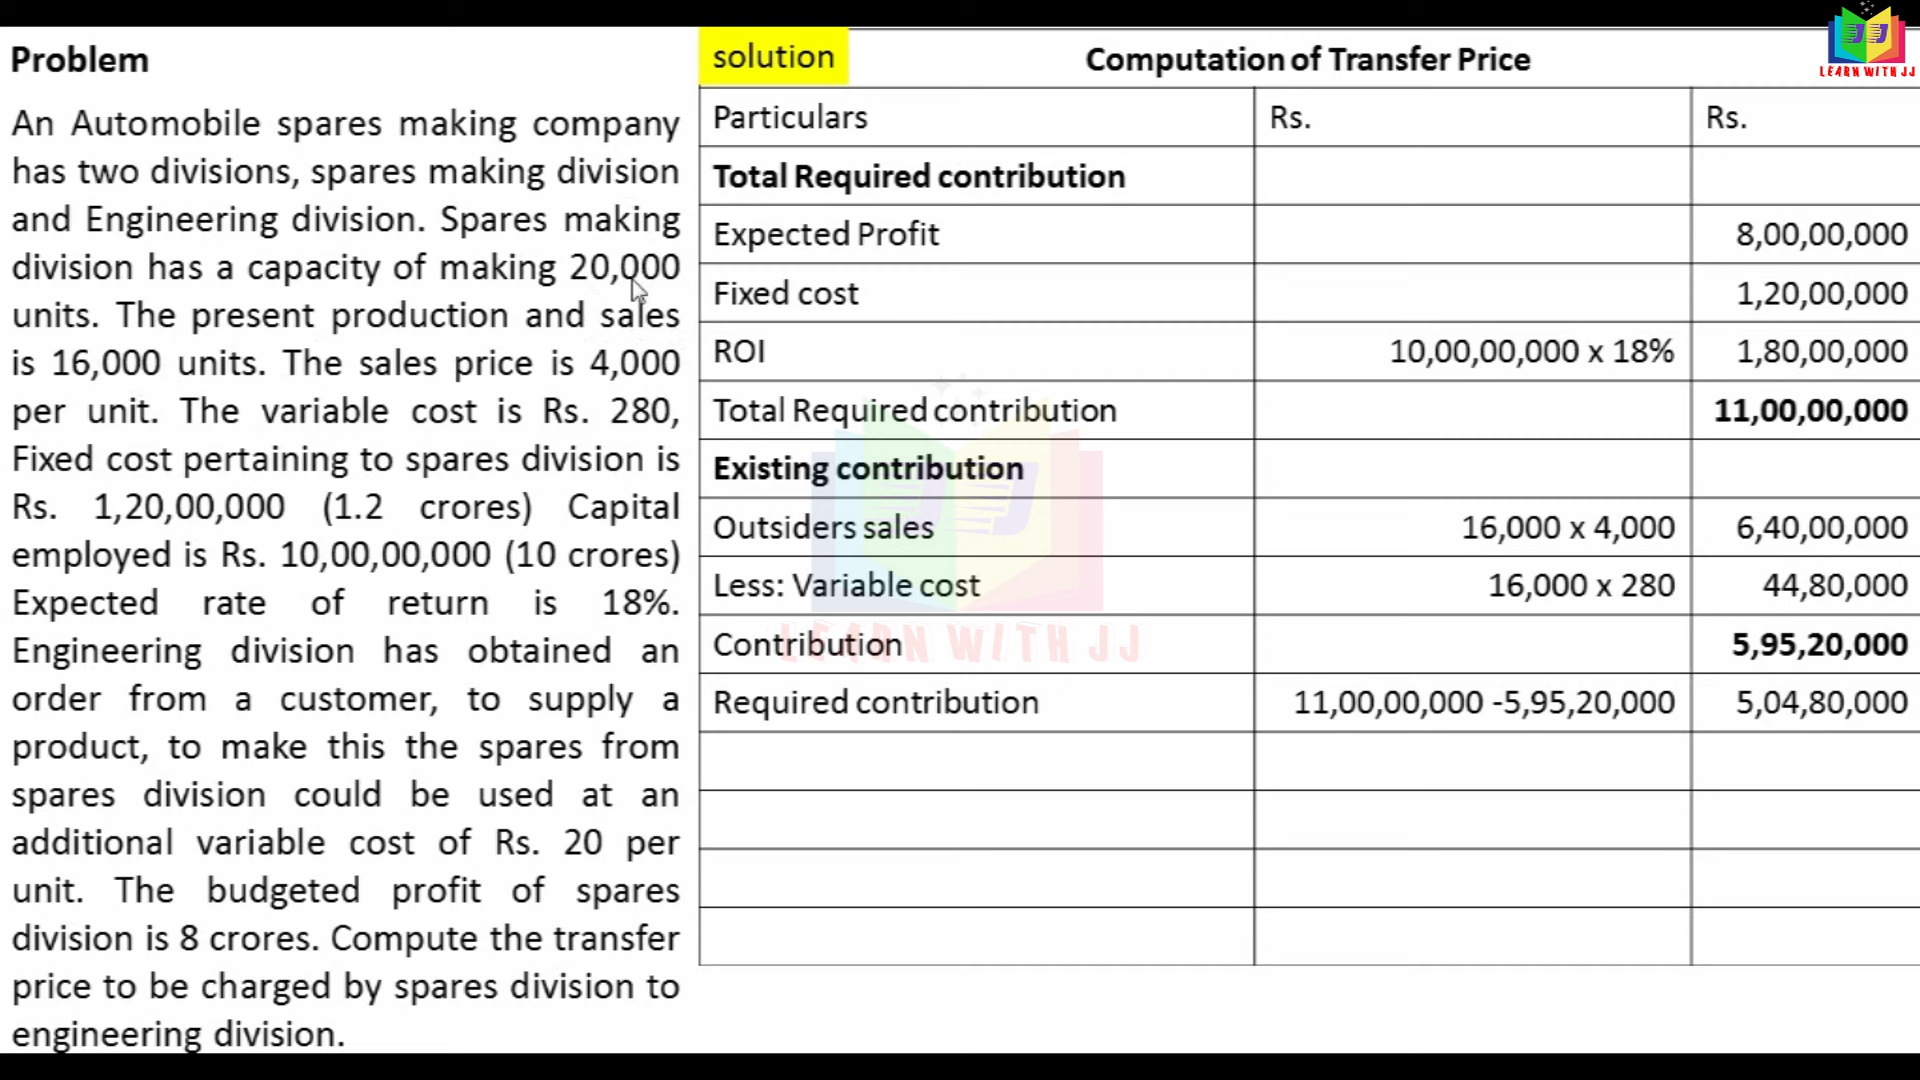 Problem
An Automobile spares making company
has two divisions, spares making division
and Engineering division. Spares making
division has a capacity of making 20,000
units. The present production and sales
is 16,000 units. The sales price is 4,000
per unit. The variable cost is Rs. 280,
Fixed cost pertaining to spares division is
Rs. 1,20,00,000 (1.2 crores) Capital
employed is Rs. 10,00,00,000 (10 crores)
Expected rate of return is 18%.
Engineering division has obtained an
order from a customer, to supply a
product, to make this the spares from
spares division could be used at an
additional variable cost of Rs. 20 per
unit. The budgeted profit of spares
division is 8 crores. Compute the transfer
price to be charged by spares division to
engineering division.
solution
Computation of Transfer Price
Particulars Rs. Rs.
Total Required contribution
Expected Profit 8,00,00,000
Fixed cost 1,20,00,000
ROI 10,00,00,000 x 18% 1,80,00,000
Total Required contribution 11,00,00,000
Existing contribution
Outsiders sales 16,000 x 4,000 6,40,00,000
Less: Variable cost 16,000 x 280 44,80,000
Contribution 5,95,20,000
Required contribution 11,00,00,000 -5,95,20,000 5,04,80,000
JJ
LEARN WITH JJ
JJ
LEARN WITH JJ